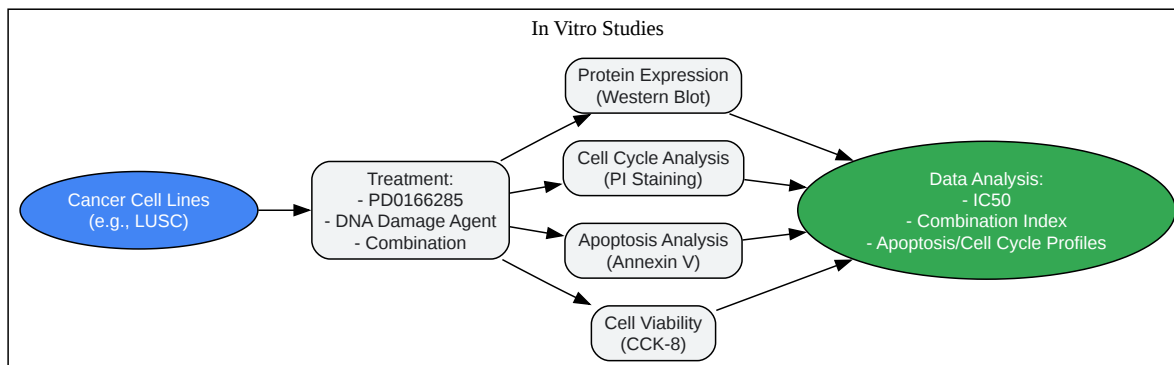 In Vitro Studies
Cancer Cell Lines
(e.g., LUSC)
Treatment:
- PD0166285
- DNA Damage Agent
- Combination
Protein Expression
(Western Blot)
Cell Cycle Analysis
(PI Staining)
Apoptosis Analysis
(Annexin V)
Cell Viability
(CCK-8)
Data Analysis:
- IC50
- Combination Index
- Apoptosis/Cell Cycle Profiles